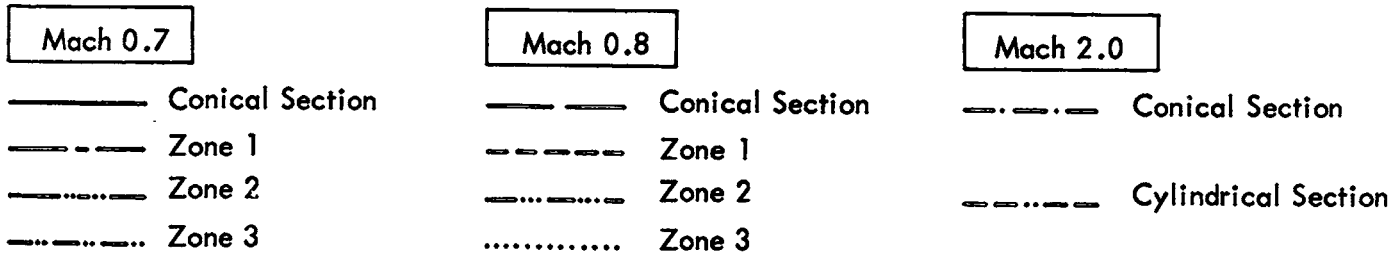 Mach 0.7 Mach 0.8 Mach 2.0
Conical Section Conical Section Conical Section
Zone 1 Zone 1
Zone 2 Zone 2 Cylindrical Section
Zone 3 Zone 3